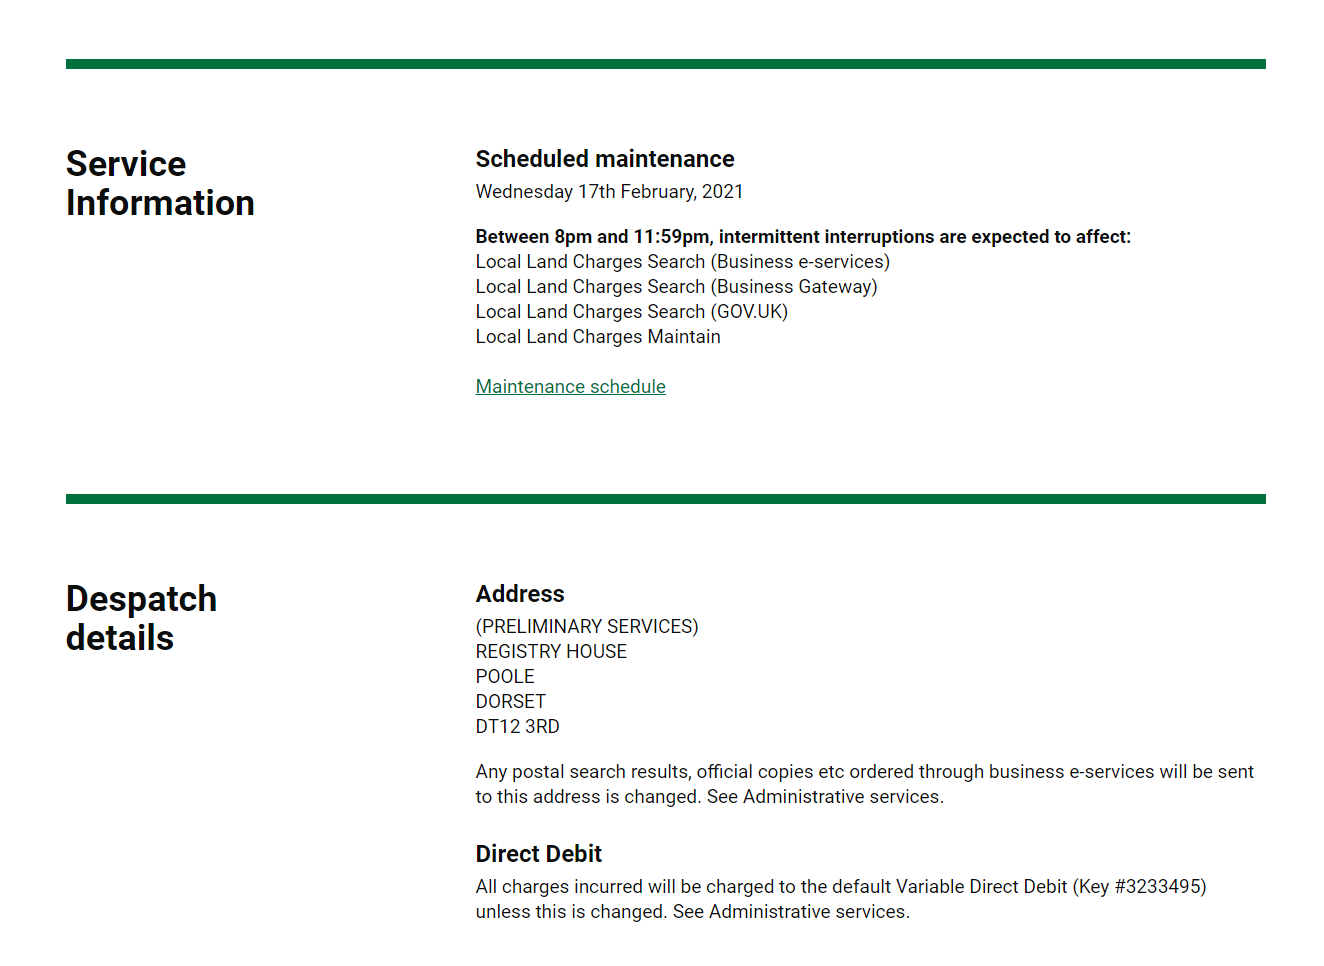 Service
Information
Scheduled maintenance
Wednesday 17th February, 2021
Between 8pm and 11:59pm, intermittent interruptions are expected to affect:
Local Land Charges Search (Business e-services)
Local Land Charges Search (Business Gateway)
Local Land Charges Search (GOV.UK)
Local Land Charges Maintain
Maintenance schedule
Despatch
details
Address
(PRELIMINARY SERVICES)
REGISTRY HOUSE
POOLE
DORSET
DT12 3RD
Any postal search results, official copies etc ordered through business e-services will be sent
to this address is changed. See Administrative services.
Direct Debit
All charges incurred will be charged to the default Variable Direct Debit (Key #3233495)
unless this is changed. See Administrative services.